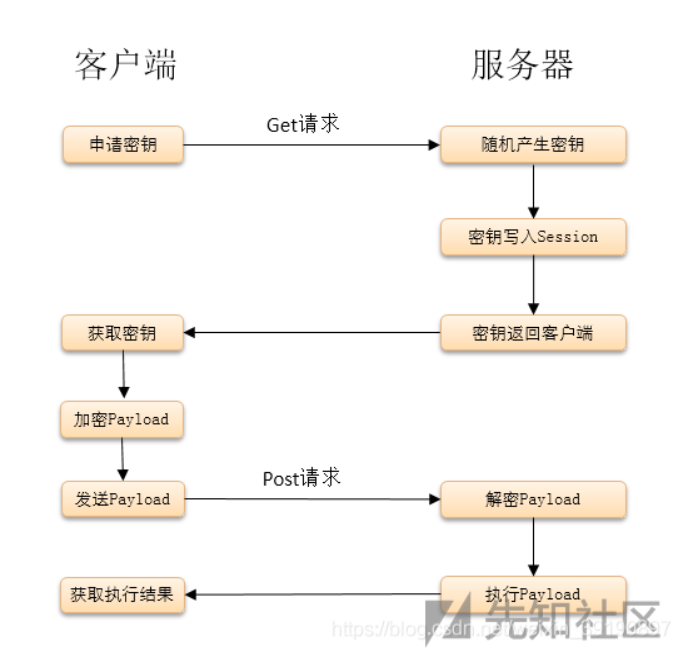 客户端 服务器
Get请求
申请密钥 随机产生密钥
密钥写入Session
获取密钥 密钥返回客户端
加密Payload
Post请求
发送Payload 解密Payload
获取执行结果 执行Payload
先知社区